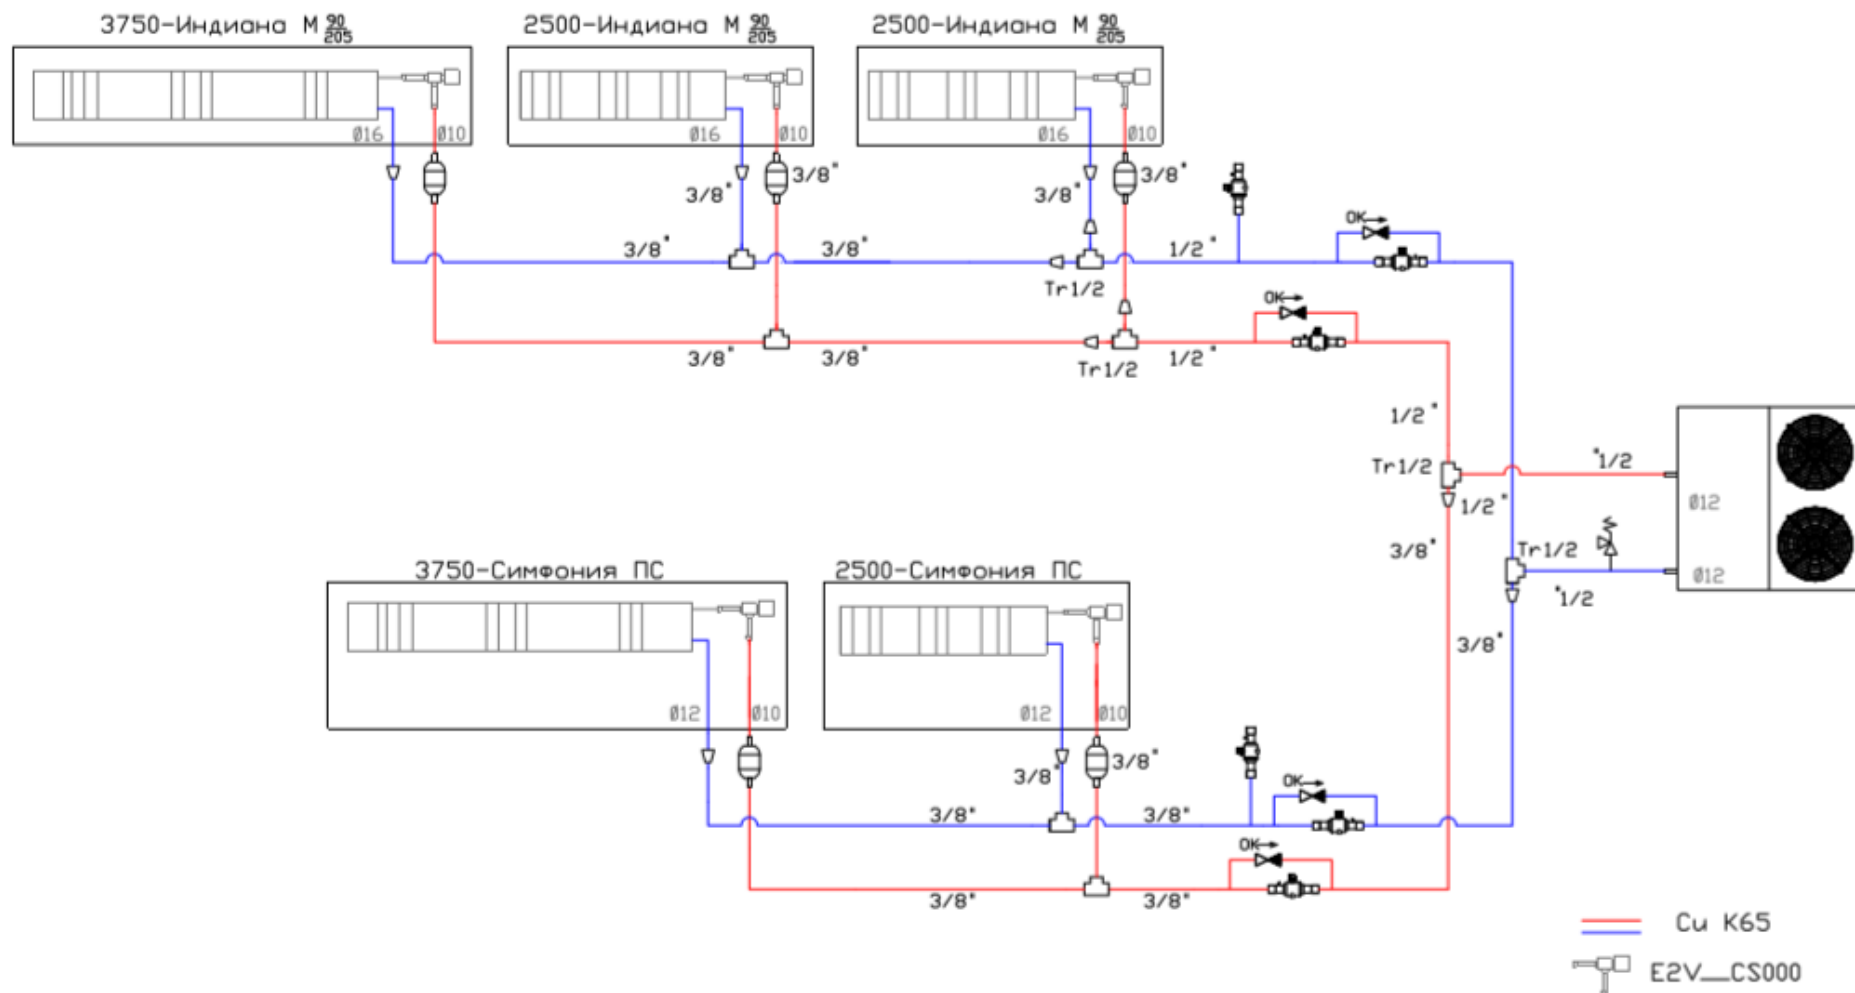 3750-Индиана М 90/205
2500-Индиана М 90/205
2500-Индиана М 90/205
Ø16
Ø10
Ø16
Ø10
Ø16
Ø10
3/8"
3/8"
3/8"
3/8"
3/8"
3/8"
1/2"
OK
Tr1/2
OK
3/8"
3/8"
Tr1/2
1/2"
1/2"
Tr1/2
"1/2
1/2"
Ø12
3/8"
Tr1/2
Ø12
"1/2
3/8"
3750-Симфония ПС
2500-Симфония ПС
Ø12
Ø10
Ø12
Ø10
3/8"
3/8"
OK
3/8"
3/8"
OK
3/8"
3/8"
Cu K65
E2V__CS000